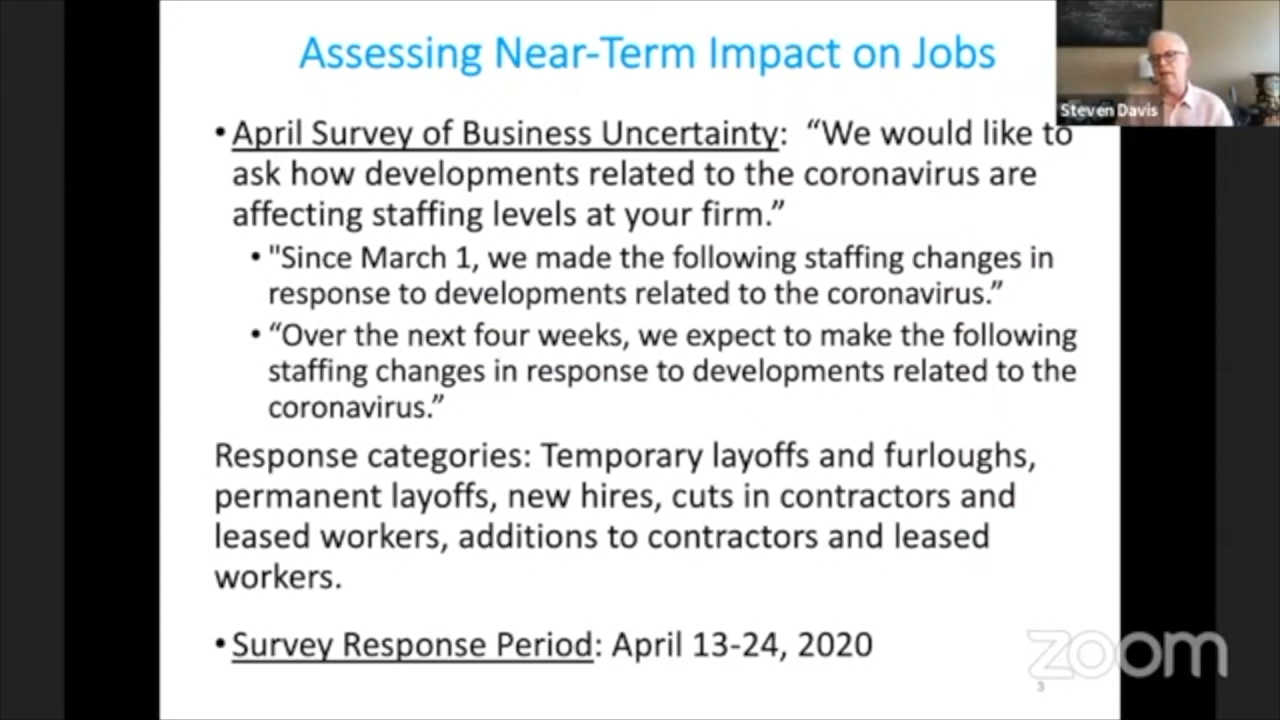 Assessing Near-Term Impact on Jobs
Steven Davis
•April Survey of Business Uncertainty: “We would like to
ask how developments related to the coronavirus are
affecting staffing levels at your firm.”
•"Since March 1, we made the following staffing changes in
response to developments related to the coronavirus.”
•“Over the next four weeks, we expect to make the following
staffing changes in response to developments related to the
coronavirus.”
Response categories: Temporary layoffs and furloughs,
permanent layoffs, new hires, cuts in contractors and
leased workers, additions to contractors and leased
workers.
•Survey Response Period: April 13-24, 2020
zoom
3